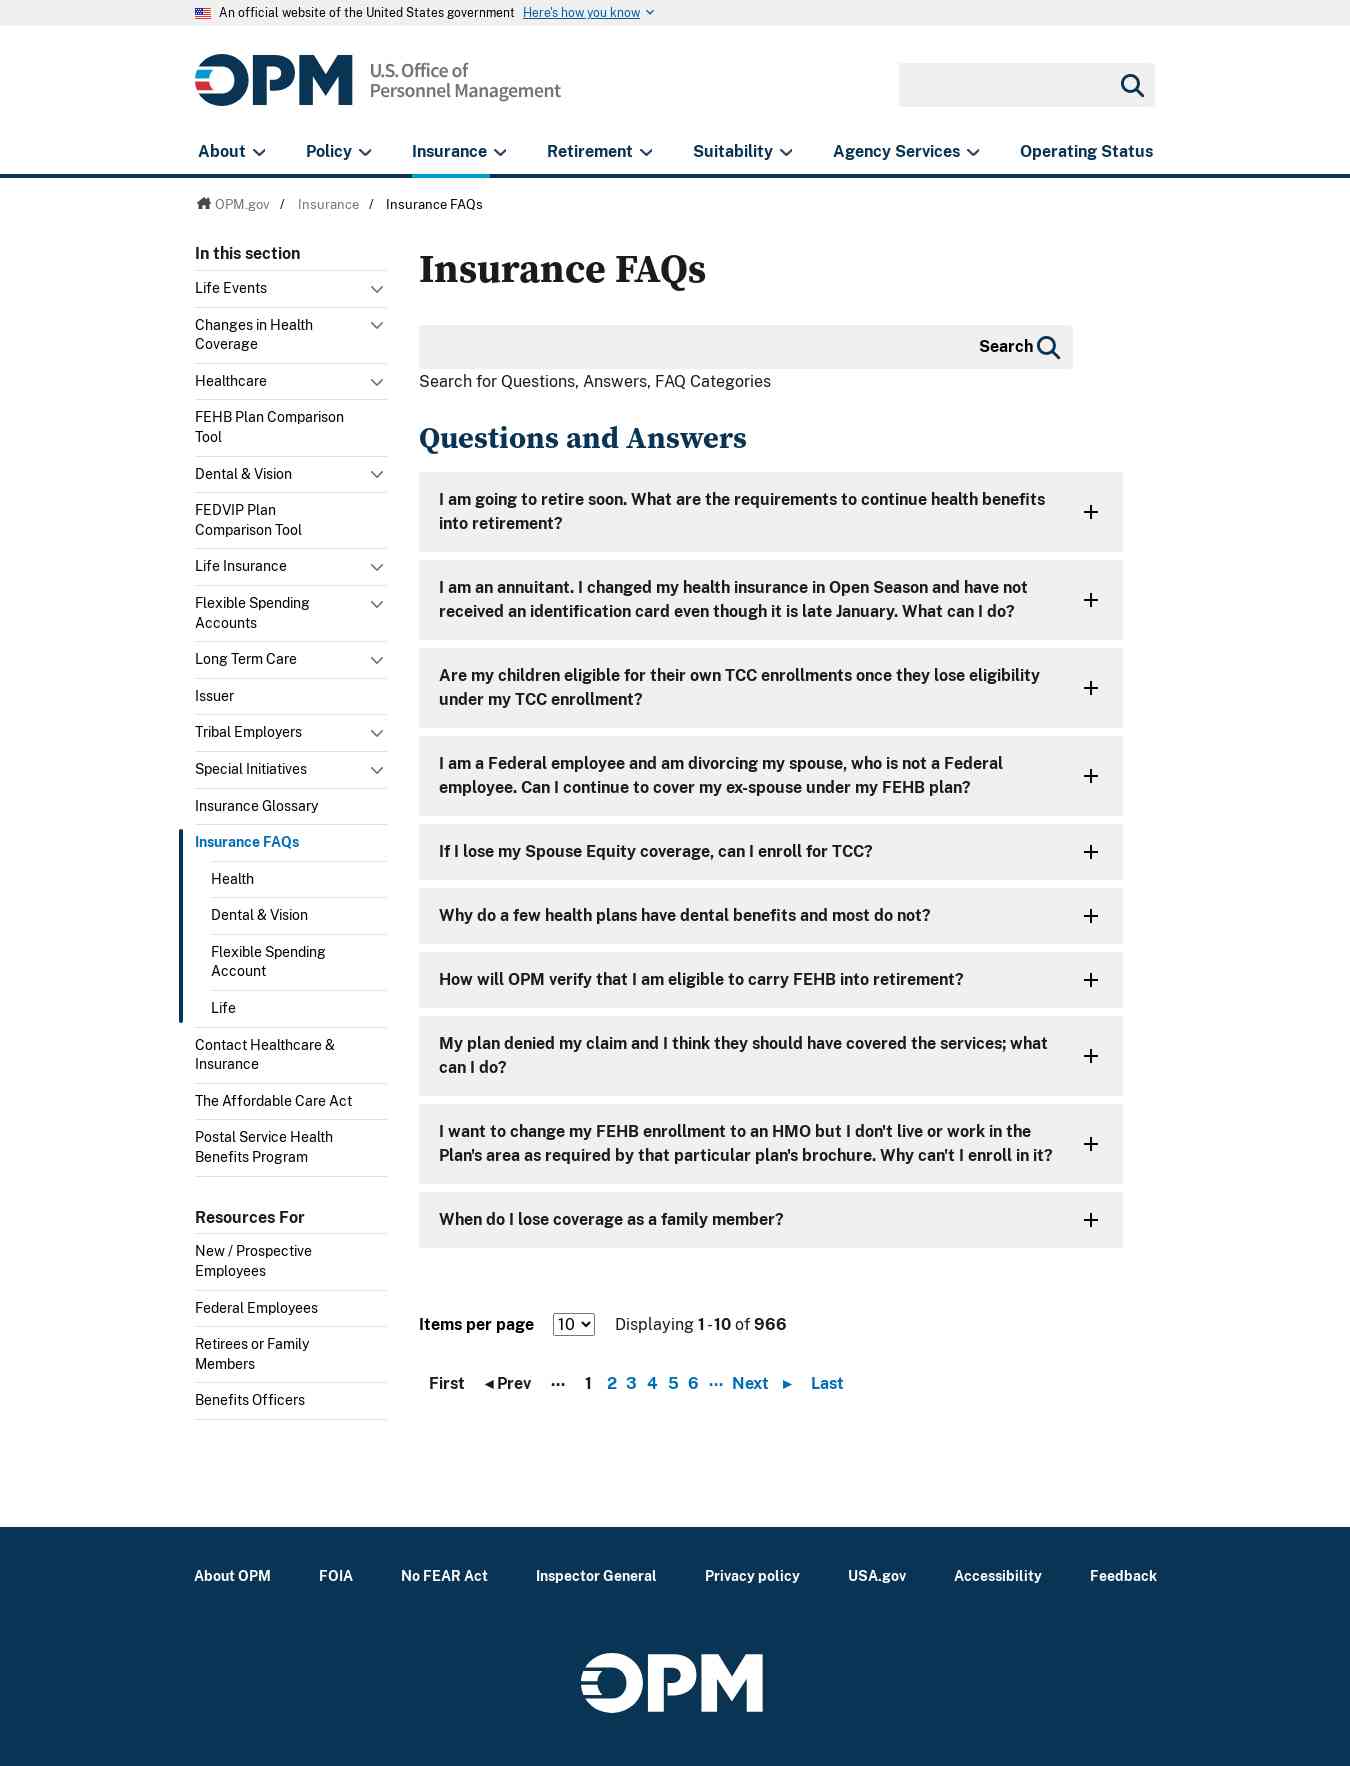 An official website of the United States government Here's how you know
OPM U.S. Office of
Personnel Management
About Policy Insurance Retirement Suitability Agency Services Operating Status
OPM.gov / Insurance / Insurance FAQs
In this section
Life Events
Changes in Health
Coverage
Healthcare
FEHB Plan Comparison
Tool
Dental & Vision
FEDVIP Plan
Comparison Tool
Life Insurance
Flexible Spending
Accounts
Long Term Care
Issuer
Tribal Employers
Special Initiatives
Insurance Glossary
Insurance FAQs
Health
Dental & Vision
Flexible Spending
Account
Life
Contact Healthcare &
Insurance
The Affordable Care Act
Postal Service Health
Benefits Program
Resources For
New / Prospective
Employees
Federal Employees
Retirees or Family
Members
Benefits Officers
Insurance FAQs
Search
Search for Questions, Answers, FAQ Categories
Questions and Answers
I am going to retire soon. What are the requirements to continue health benefits
into retirement?
I am an annuitant. I changed my health insurance in Open Season and have not
received an identification card even though it is late January. What can I do?
Are my children eligible for their own TCC enrollments once they lose eligibility
under my TCC enrollment?
I am a Federal employee and am divorcing my spouse, who is not a Federal
employee. Can I continue to cover my ex-spouse under my FEHB plan?
If I lose my Spouse Equity coverage, can I enroll for TCC?
Why do a few health plans have dental benefits and most do not?
How will OPM verify that I am eligible to carry FEHB into retirement?
My plan denied my claim and I think they should have covered the services; what
can I do?
I want to change my FEHB enrollment to an HMO but I don't live or work in the
Plan's area as required by that particular plan's brochure. Why can't I enroll in it?
When do I lose coverage as a family member?
Items per page 10 Displaying 1 - 10 of 966
First ◂ Prev ··· 1 2 3 4 5 6 ··· Next ▸ Last
About OPM FOIA No FEAR Act Inspector General Privacy policy USA.gov Accessibility Feedback
OPM